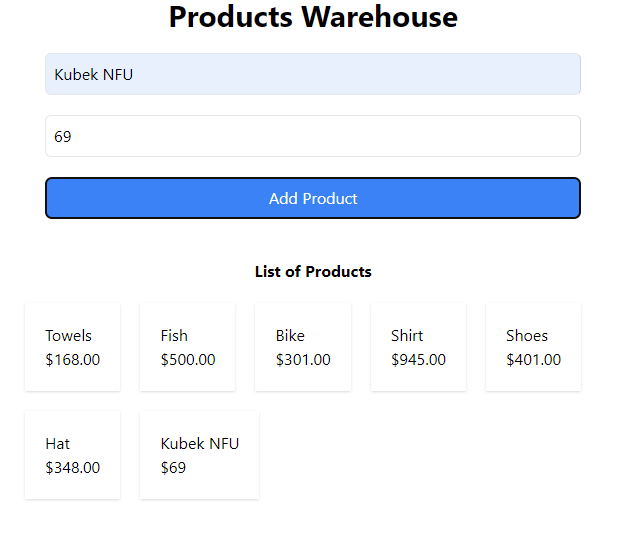 Products Warehouse
Kubek NFU
69
Add Product
List of Products
Towels
$168.00
Fish
$500.00
Bike
$301.00
Shirt
$945.00
Shoes
$401.00
Hat
$348.00
Kubek NFU
$69